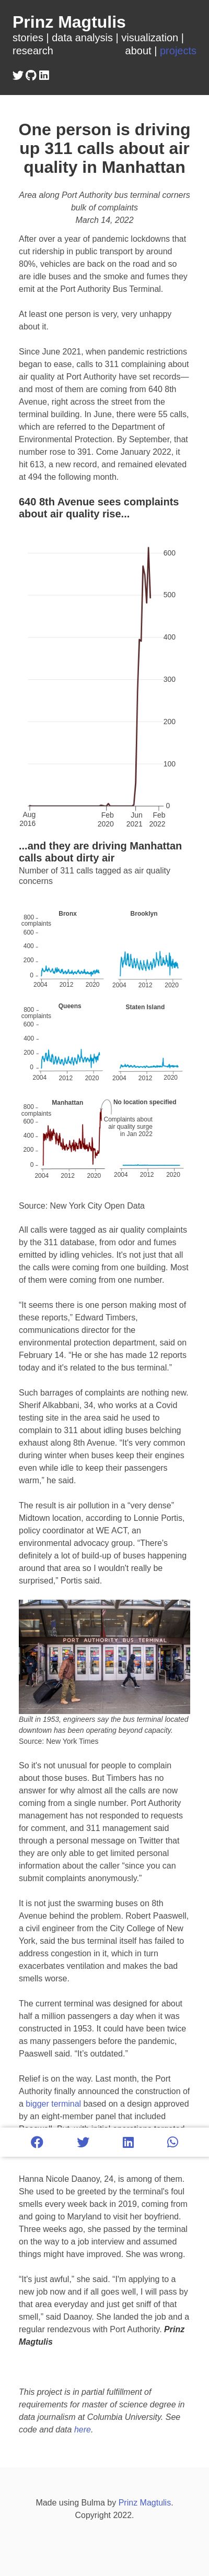 Prinz Magtulis
stories | data analysis | visualization |
research
about | projects
One person is driving
up 311 calls about air
quality in Manhattan
Area along Port Authority bus terminal corners
bulk of complaints
March 14, 2022
After over a year of pandemic lockdowns that
cut ridership in public transport by around
80%, vehicles are back on the road and so
are idle buses and the smoke and fumes they
emit at the Port Authority Bus Terminal.
At least one person is very, very unhappy
about it.
Since June 2021, when pandemic restrictions
began to ease, calls to 311 complaining about
air quality at Port Authority have set records—
and most of them are coming from 640 8th
Avenue, right across the street from the
terminal building. In June, there were 55 calls,
which are referred to the Department of
Environmental Protection. By September, that
number rose to 391. Come January 2022, it
hit 613, a new record, and remained elevated
at 494 the following month.
640 8th Avenue sees complaints
about air quality rise...
600
500
400
300
200
100
0
Aug
2016
Feb
2020
Jun
2021
Feb
2022
...and they are driving Manhattan
calls about dirty air
Number of 311 calls tagged as air quality
concerns
Bronx
800
complaints
600
400
200
0
2004 2012 2020
Brooklyn
2004 2012 2020
Queens
800
complaints
600
400
200
0
2004 2012 2020
Staten Island
2004 2012 2020
Manhattan
800
complaints
600
400
200
0
2004 2012 2020
No location specified
Complaints about
air quality surge
in Jan 2022
2004 2012 2020
Source: New York City Open Data
All calls were tagged as air quality complaints
by the 311 database, from odor and fumes
emitted by idling vehicles. It's not just that all
the calls were coming from one building. Most
of them were coming from one number.
“It seems there is one person making most of
these reports,” Edward Timbers,
communications director for the
environmental protection department, said on
February 14. “He or she has made 12 reports
today and it's related to the bus terminal.”
Such barrages of complaints are nothing new.
Sherif Alkabbani, 34, who works at a Covid
testing site in the area said he used to
complain to 311 about idling buses belching
exhaust along 8th Avenue. “It's very common
during winter when buses keep their engines
even while idle to keep their passengers
warm,” he said.
The result is air pollution in a “very dense”
Midtown location, according to Lonnie Portis,
policy coordinator at WE ACT, an
environmental advocacy group. “There's
definitely a lot of build-up of buses happening
around that area so I wouldn't really be
surprised,” Portis said.
PORT AUTHORITY BUS TERMINAL
Built in 1953, engineers say the bus terminal located
downtown has been operating beyond capacity.
Source: New York Times
So it's not unusual for people to complain
about those buses. But Timbers has no
answer for why almost all the calls are now
coming from a single number. Port Authority
management has not responded to requests
for comment, and 311 management said
through a personal message on Twitter that
they are only able to get limited personal
information about the caller “since you can
submit complaints anonymously.”
It is not just the swarming buses on 8th
Avenue behind the problem. Robert Paaswell,
a civil engineer from the City College of New
York, said the bus terminal itself has failed to
address congestion in it, which in turn
exacerbates ventilation and makes the bad
smells worse.
The current terminal was designed for about
half a million passengers a day when it was
constructed in 1953. It could have been twice
as many passengers before the pandemic,
Paaswell said. “It's outdated.”
Relief is on the way. Last month, the Port
Authority finally announced the construction of
a bigger terminal based on a design approved
by an eight-member panel that included
Hanna Nicole Daanoy, 24, is among of them.
She used to be greeted by the terminal's foul
smells every week back in 2019, coming from
and going to Maryland to visit her boyfriend.
Three weeks ago, she passed by the terminal
on the way to a job interview and assumed
things might have improved. She was wrong.
“It's just awful,” she said. “I'm applying to a
new job now and if all goes well, I will pass by
that area everyday and just get sniff of that
smell,” said Daanoy. She landed the job and a
regular rendezvous with Port Authority. Prinz
Magtulis
This project is in partial fulfillment of
requirements for master of science degree in
data journalism at Columbia University. See
code and data here.
Made using Bulma by Prinz Magtulis.
Copyright 2022.